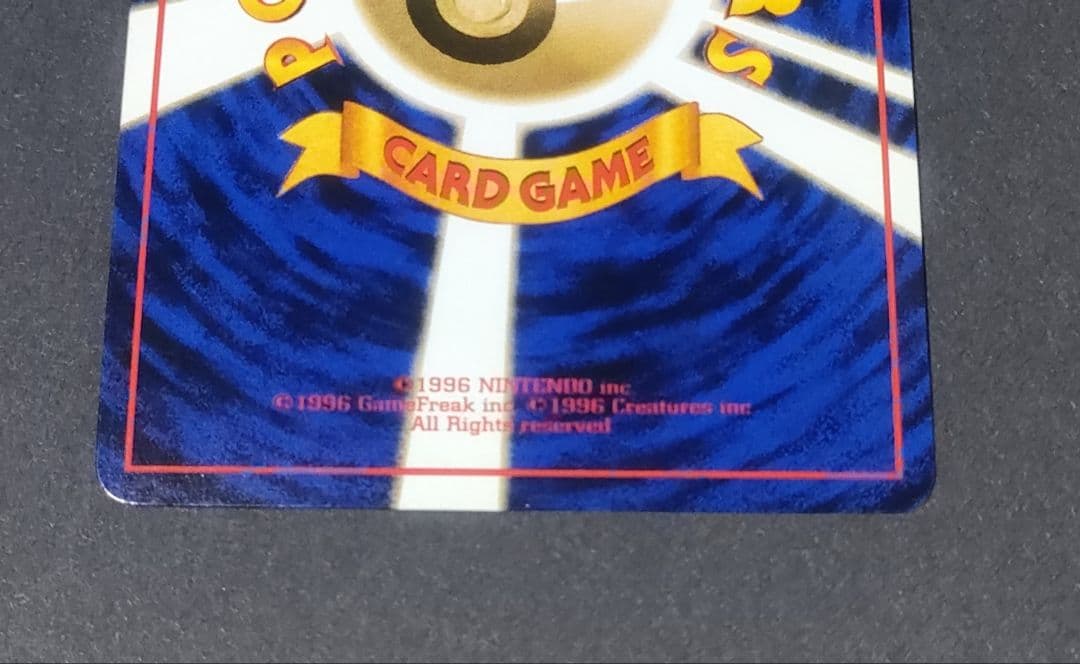 CARD GAME
©1996 NINTENDO inc
©1996 GameFreak inc ©1996 Creatures inc
All Rights reserved